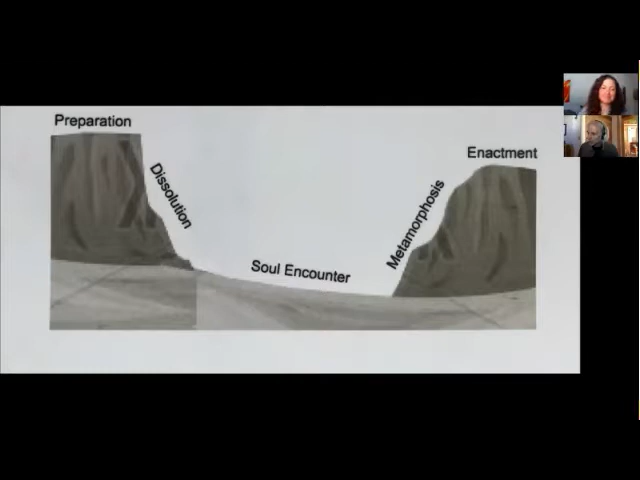 Preparation
Dissolution
Soul Encounter
Metamorphosis
Enactment